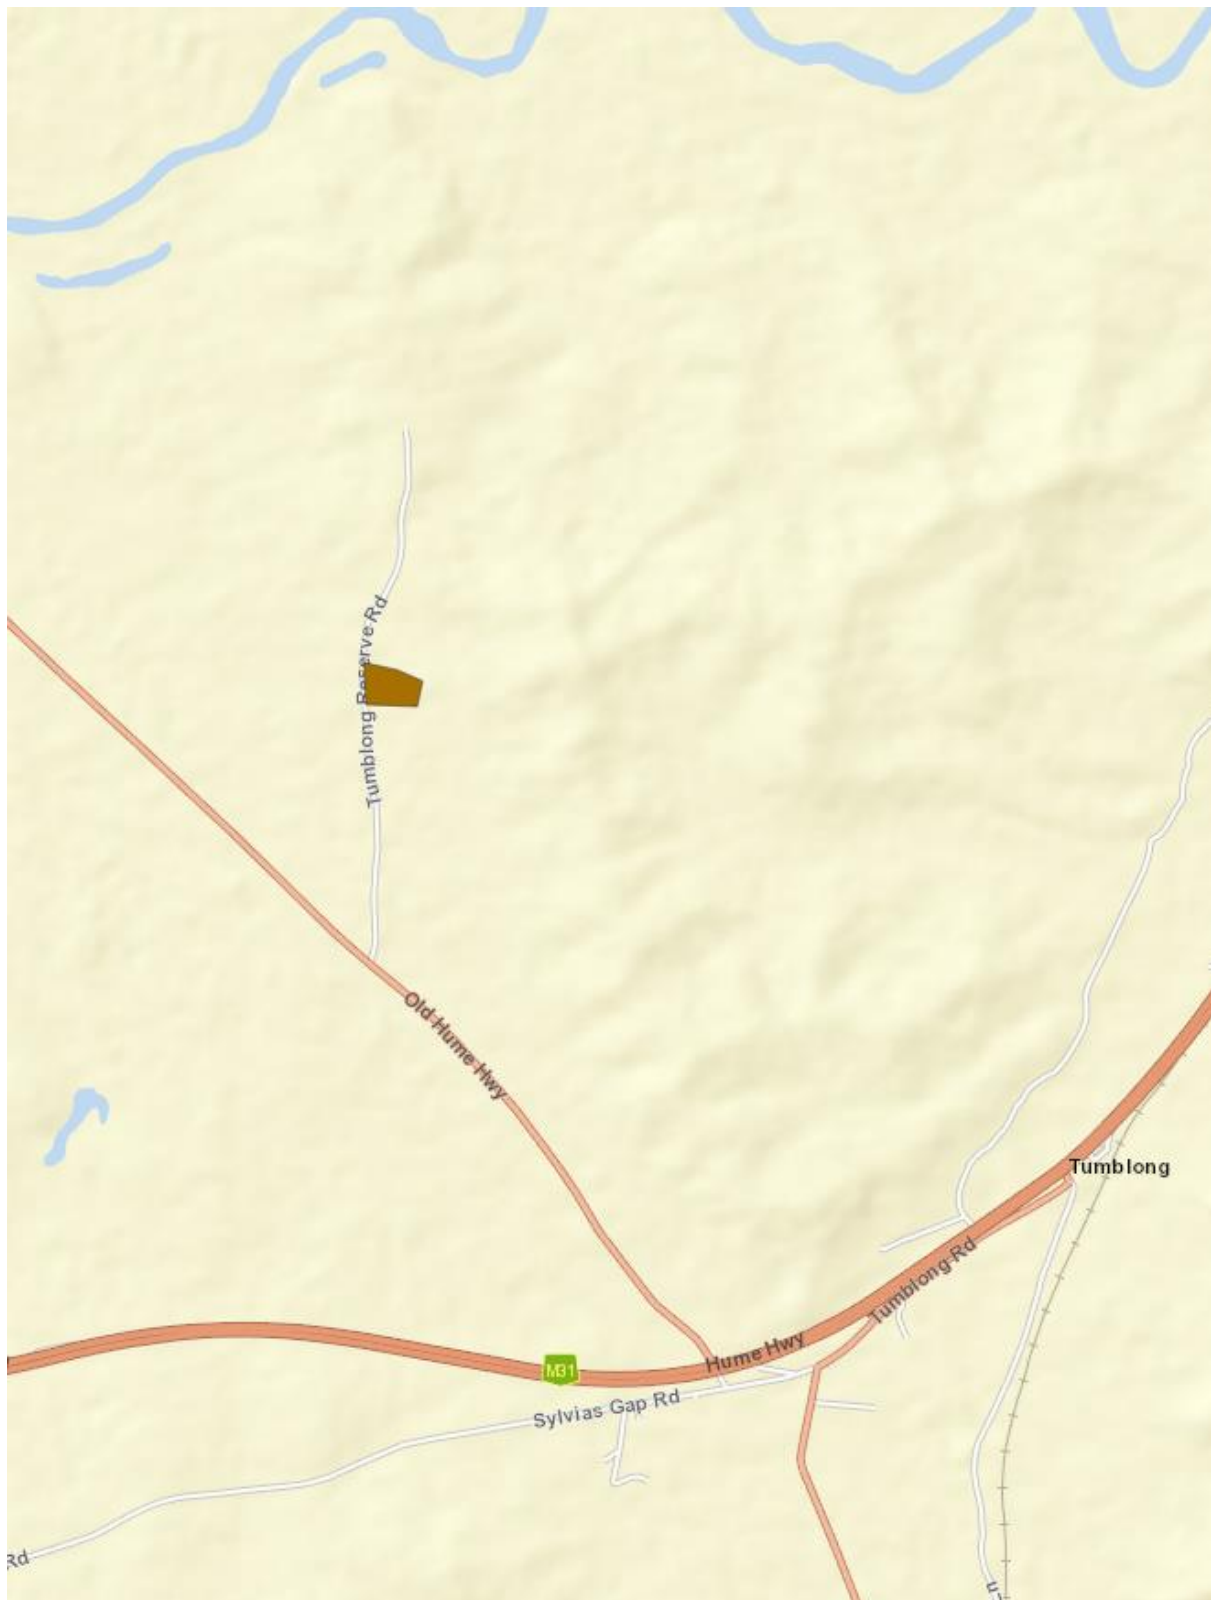 Tumblong Reserve Rd
Old Hume Hwy
Tumblong
Tumblong Rd
Hume Hwy
M31
Sylvias Gap Rd
Rd